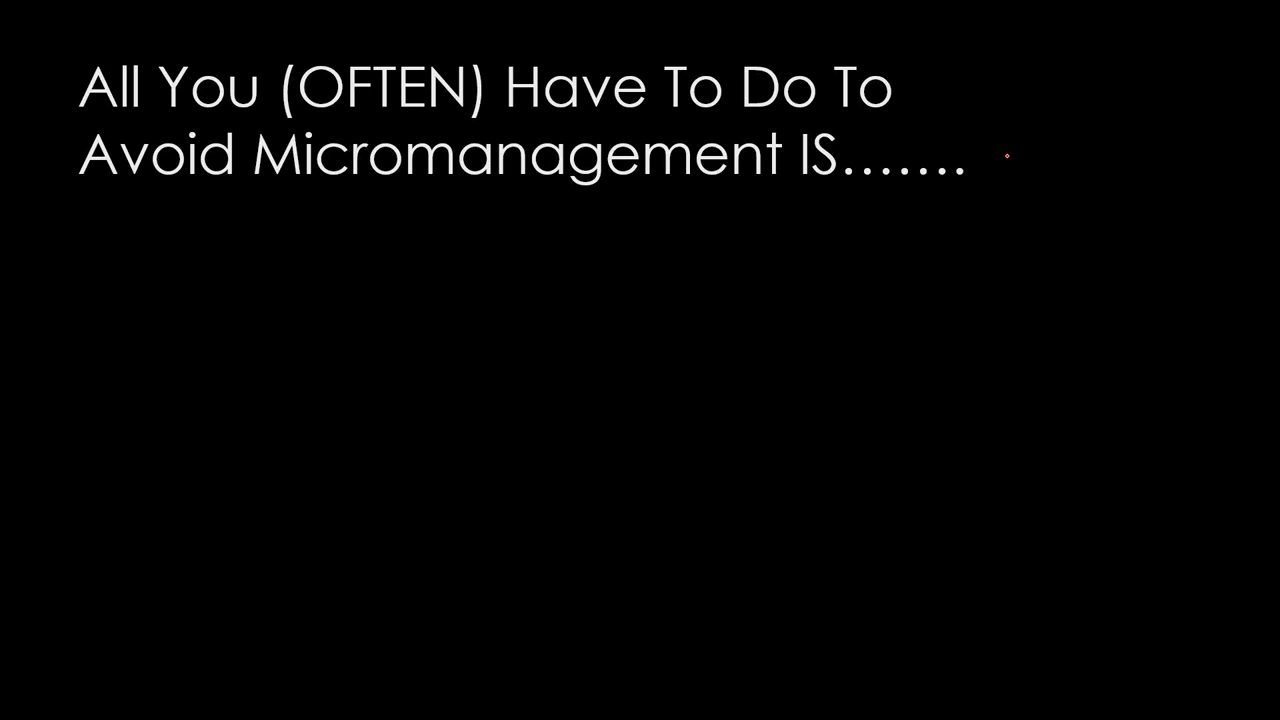 All You (OFTEN) Have To Do To
Avoid Micromanagement IS…….